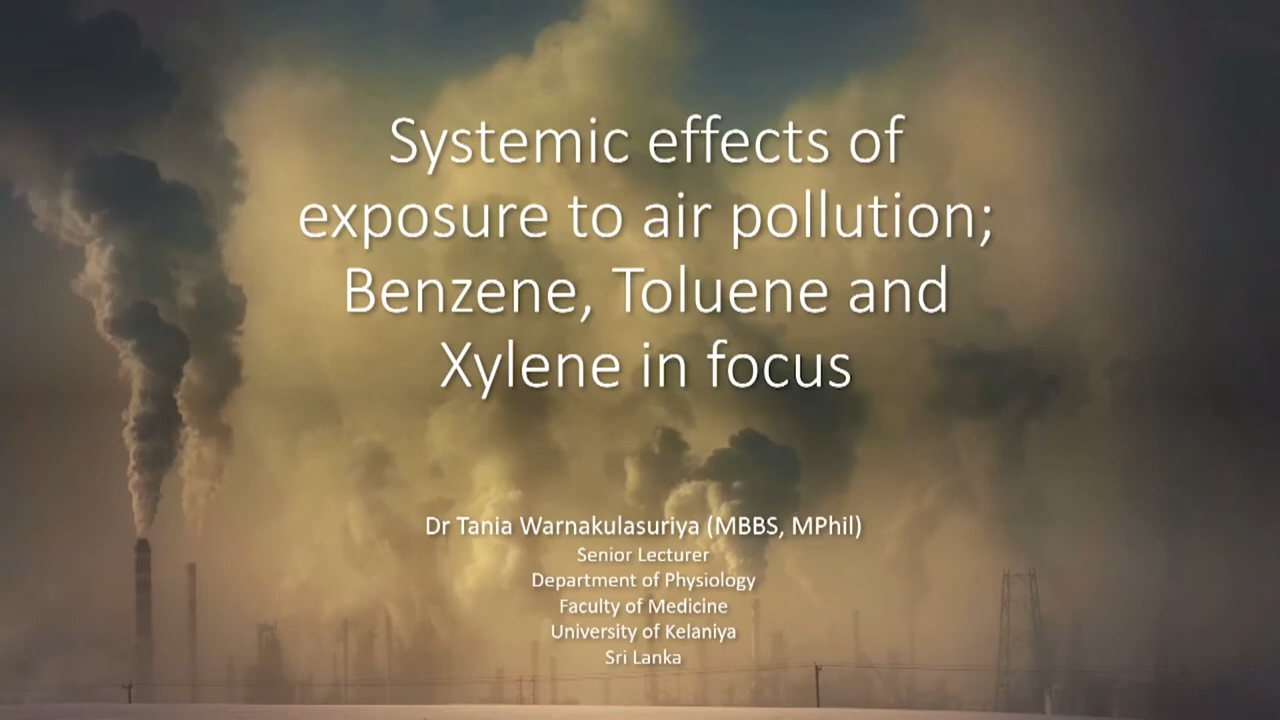 Systemic effects of
exposure to air pollution;
Benzene, Toluene and
Xylene in focus
Dr Tania Warnakulasuriya (MBBS, MPhil)
Senior Lecturer
Department of Physiology
Faculty of Medicine
University of Kelaniya
Sri Lanka